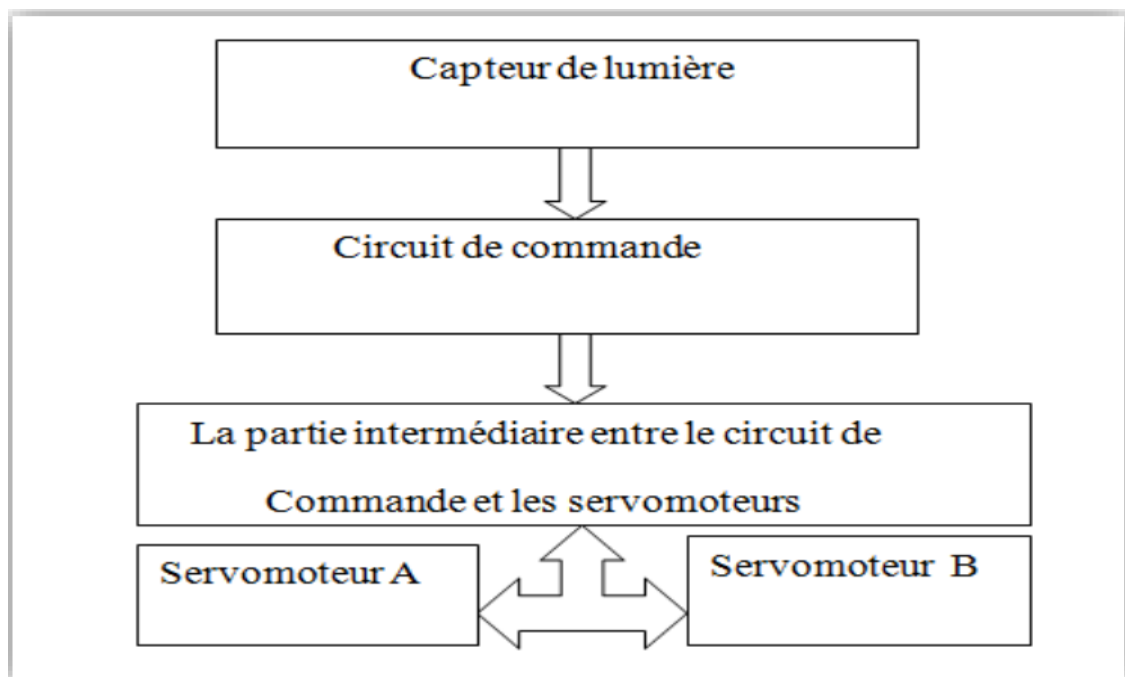 Capteur de lumière
Circuit de commande
La partie intermédiaire entre le circuit de
Commande et les servomoteurs
Servomoteur A
Servomoteur B